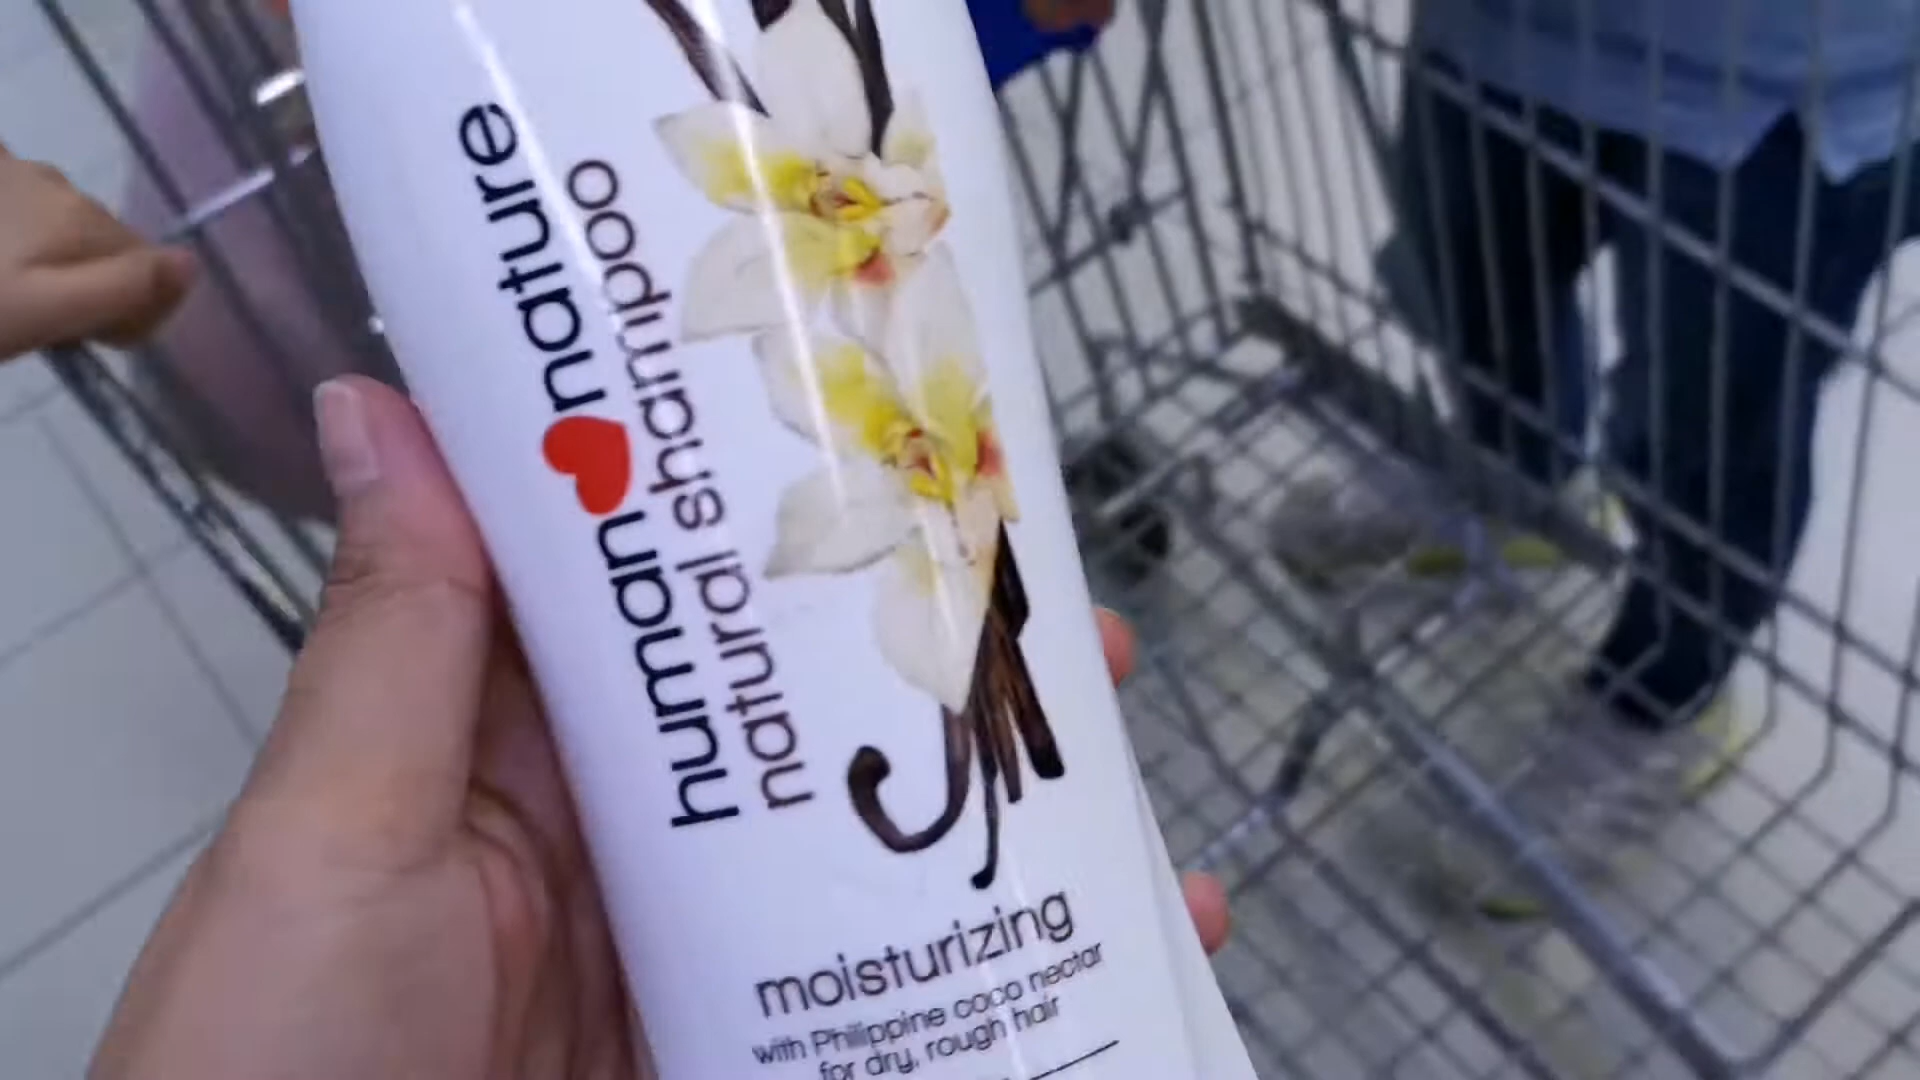 human nature
natural shampoo
moisturizing
with Philippine coco nectar
for dry, rough hair